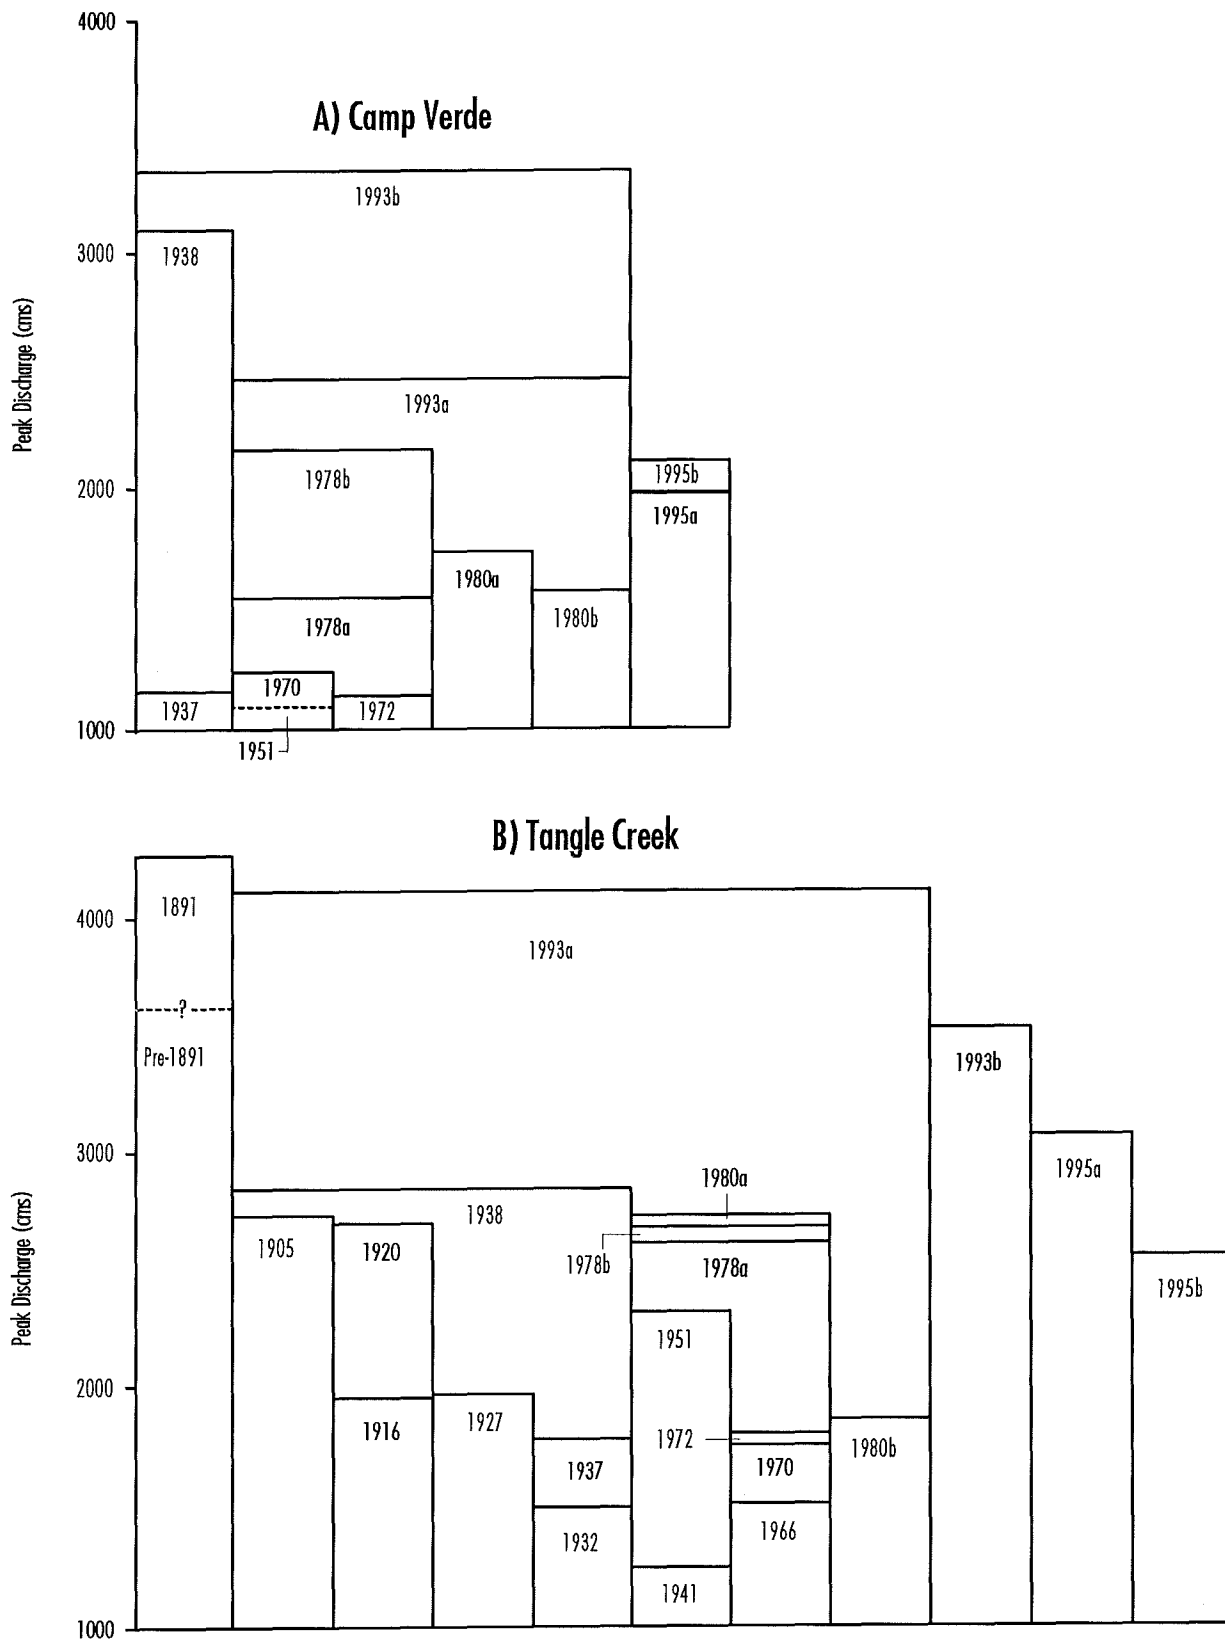 4000
A) Camp Verde
1993b
1938
3000
Peak Discharge (cms)
1993a
1978b
2000
1995b
1995a
1980a
1980b
1978a
1970
1937
1972
1000
1951
B) Tangle Creek
1891
4000
1993a
?
Pre-1891
1993b
3000
1995a
1980a
Peak Discharge (cms)
1938
1905
1920
1978b
1978a
1995b
1951
2000
1927
1916
1972
1980b
1937
1970
1932
1966
1941
1000